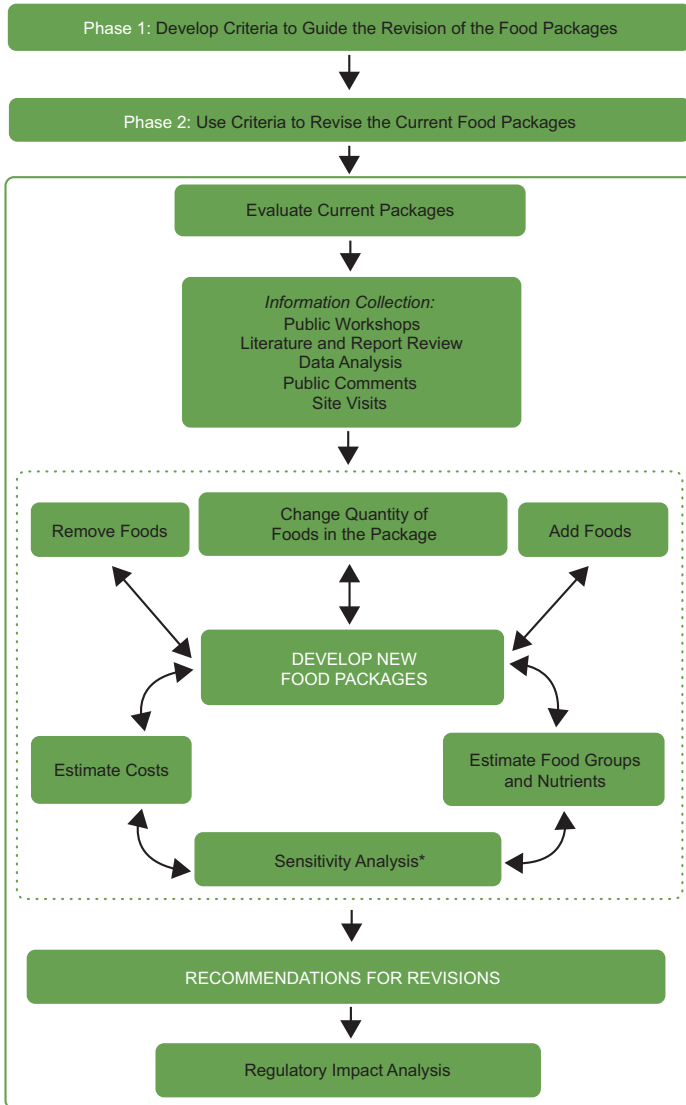 Phase 1: Develop Criteria to Guide the Revision of the Food Packages
Phase 2: Use Criteria to Revise the Current Food Packages
Evaluate Current Packages
Information Collection:
Public Workshops
Literature and Report Review
Data Analysis
Public Comments
Site Visits
Remove Foods
Change Quantity of
Foods in the Package
Add Foods
DEVELOP NEW
FOOD PACKAGES
Estimate Costs
Estimate Food Groups
and Nutrients
Sensitivity Analysis*
RECOMMENDATIONS FOR REVISIONS
Regulatory Impact Analysis